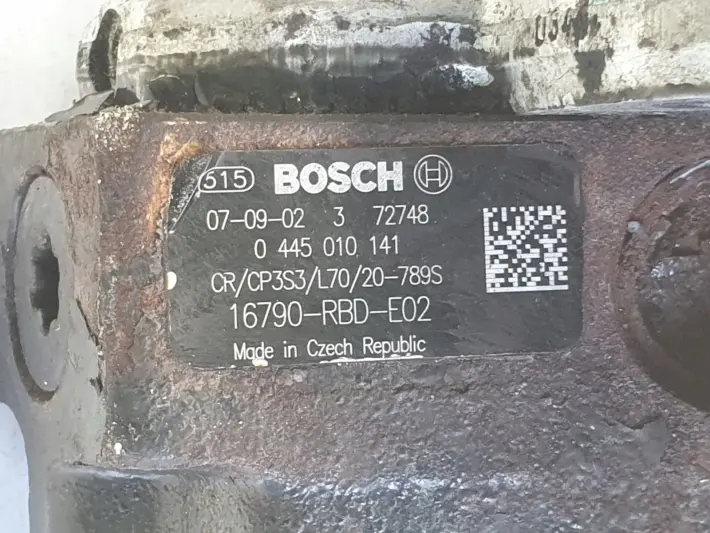 615 BOSCH
07-09-02 3 72748
0 445 010 141
CR/CP3S3/L70/20-789S
16790-RBD-E02
Made in Czech Republic